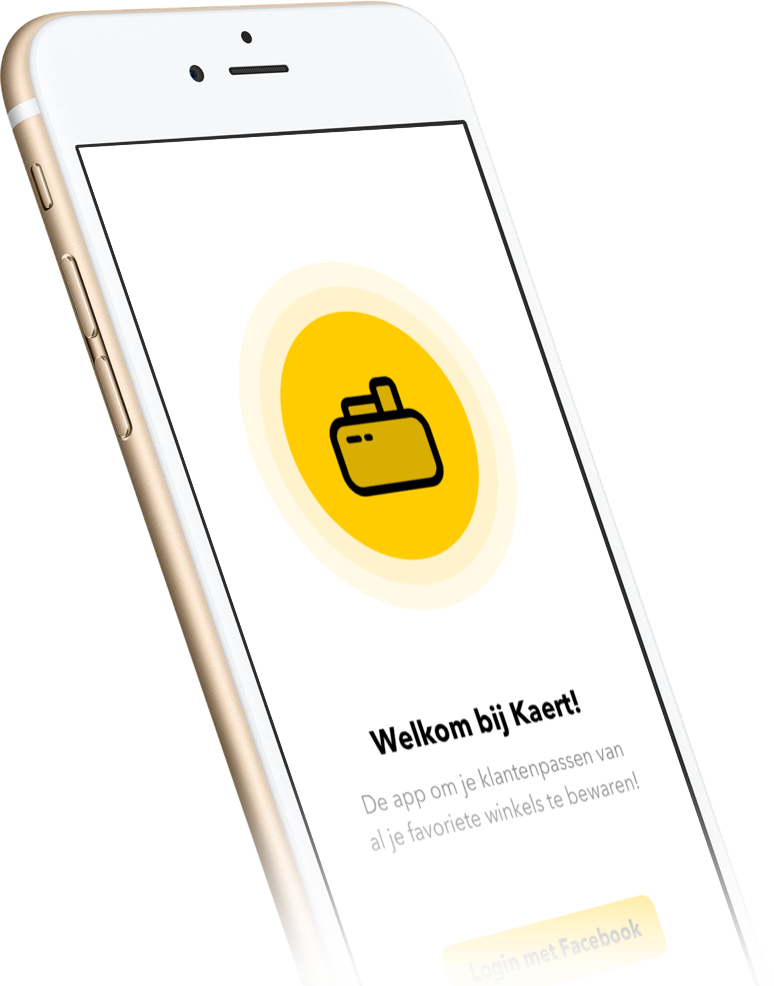 Welkom bij Kaert!
De app om je klantenpassen van
al je favoriete winkels te bewaren!
Login met Facebook